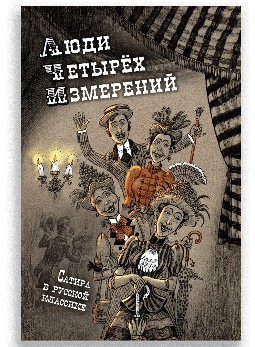 Люди
Четырёх
Измерений
Сатира
в русской
классике